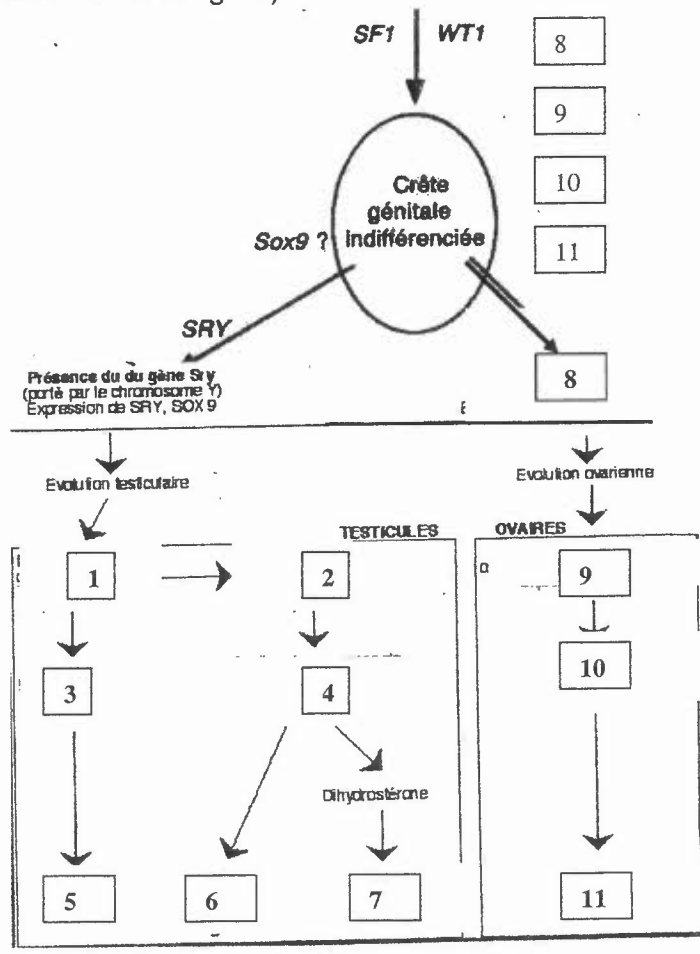 SF1 WT1
8
9
10
11
Crête
génitale
indifférenciée
Sox9 ?
SRY
8
Présence du du gène Sry
(porté par le chromosome Y)
Expression de SRY, SOX 9
Evolution testiculaire
Evolution ovarienne
TESTICULES
OVAIRES
1
2
9
3
4
10
Dihydrostérone
5
6
7
11